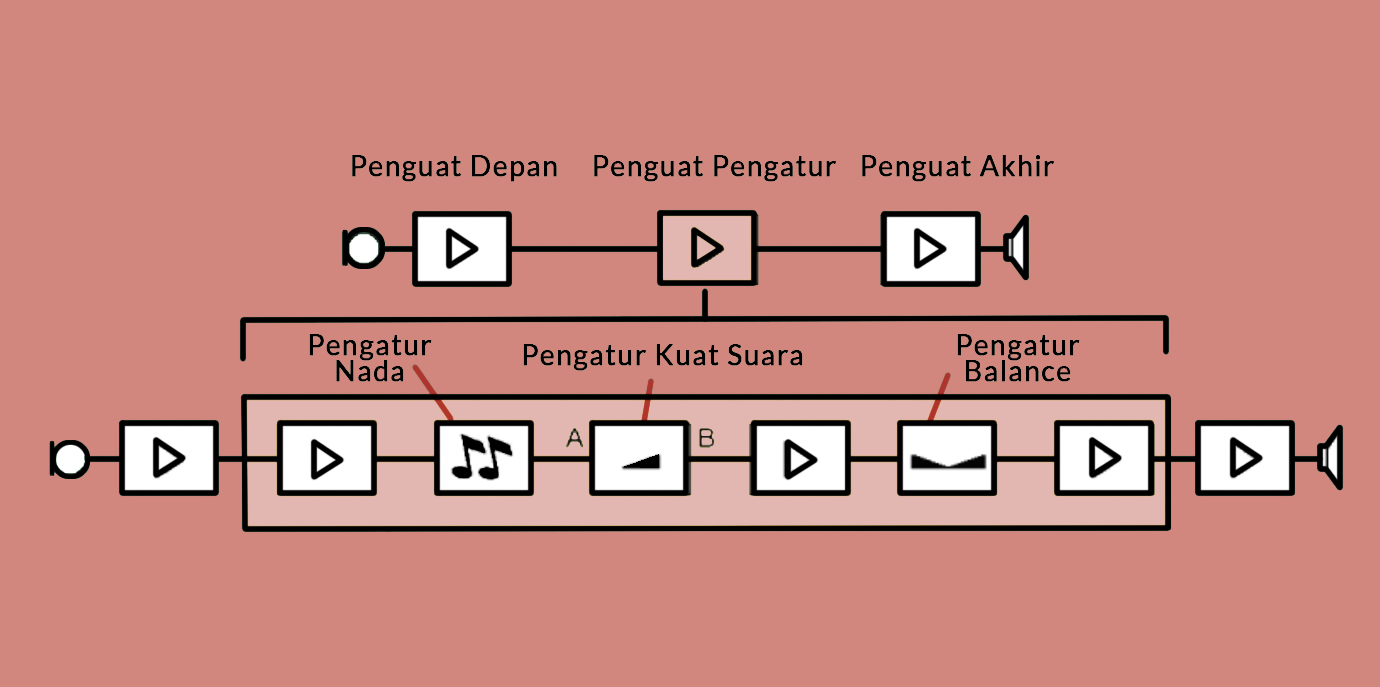 Penguat Depan
Penguat Pengatur
Penguat Akhir
Pengatur
Nada
Pengatur Kuat Suara
Pengatur
Balance
A
B